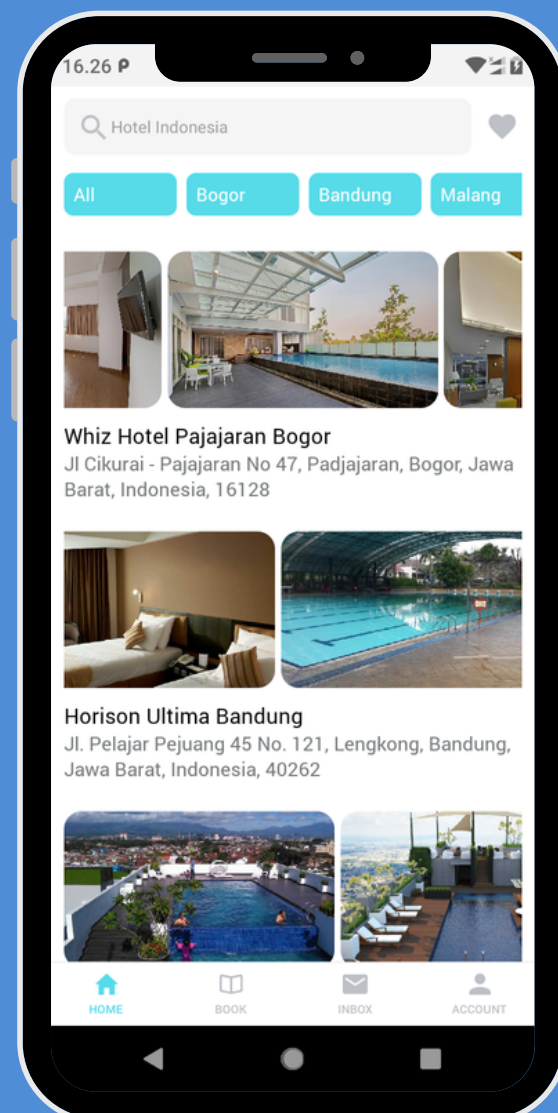 16.26 P
Hotel Indonesia
All Bogor Bandung Malang
Whiz Hotel Pajajaran Bogor
Jl Cikurai - Pajajaran No 47, Padjajaran, Bogor, Jawa
Barat, Indonesia, 16128
Horison Ultima Bandung
Jl. Pelajar Pejuang 45 No. 121, Lengkong, Bandung,
Jawa Barat, Indonesia, 40262
HOME BOOK INBOX ACCOUNT